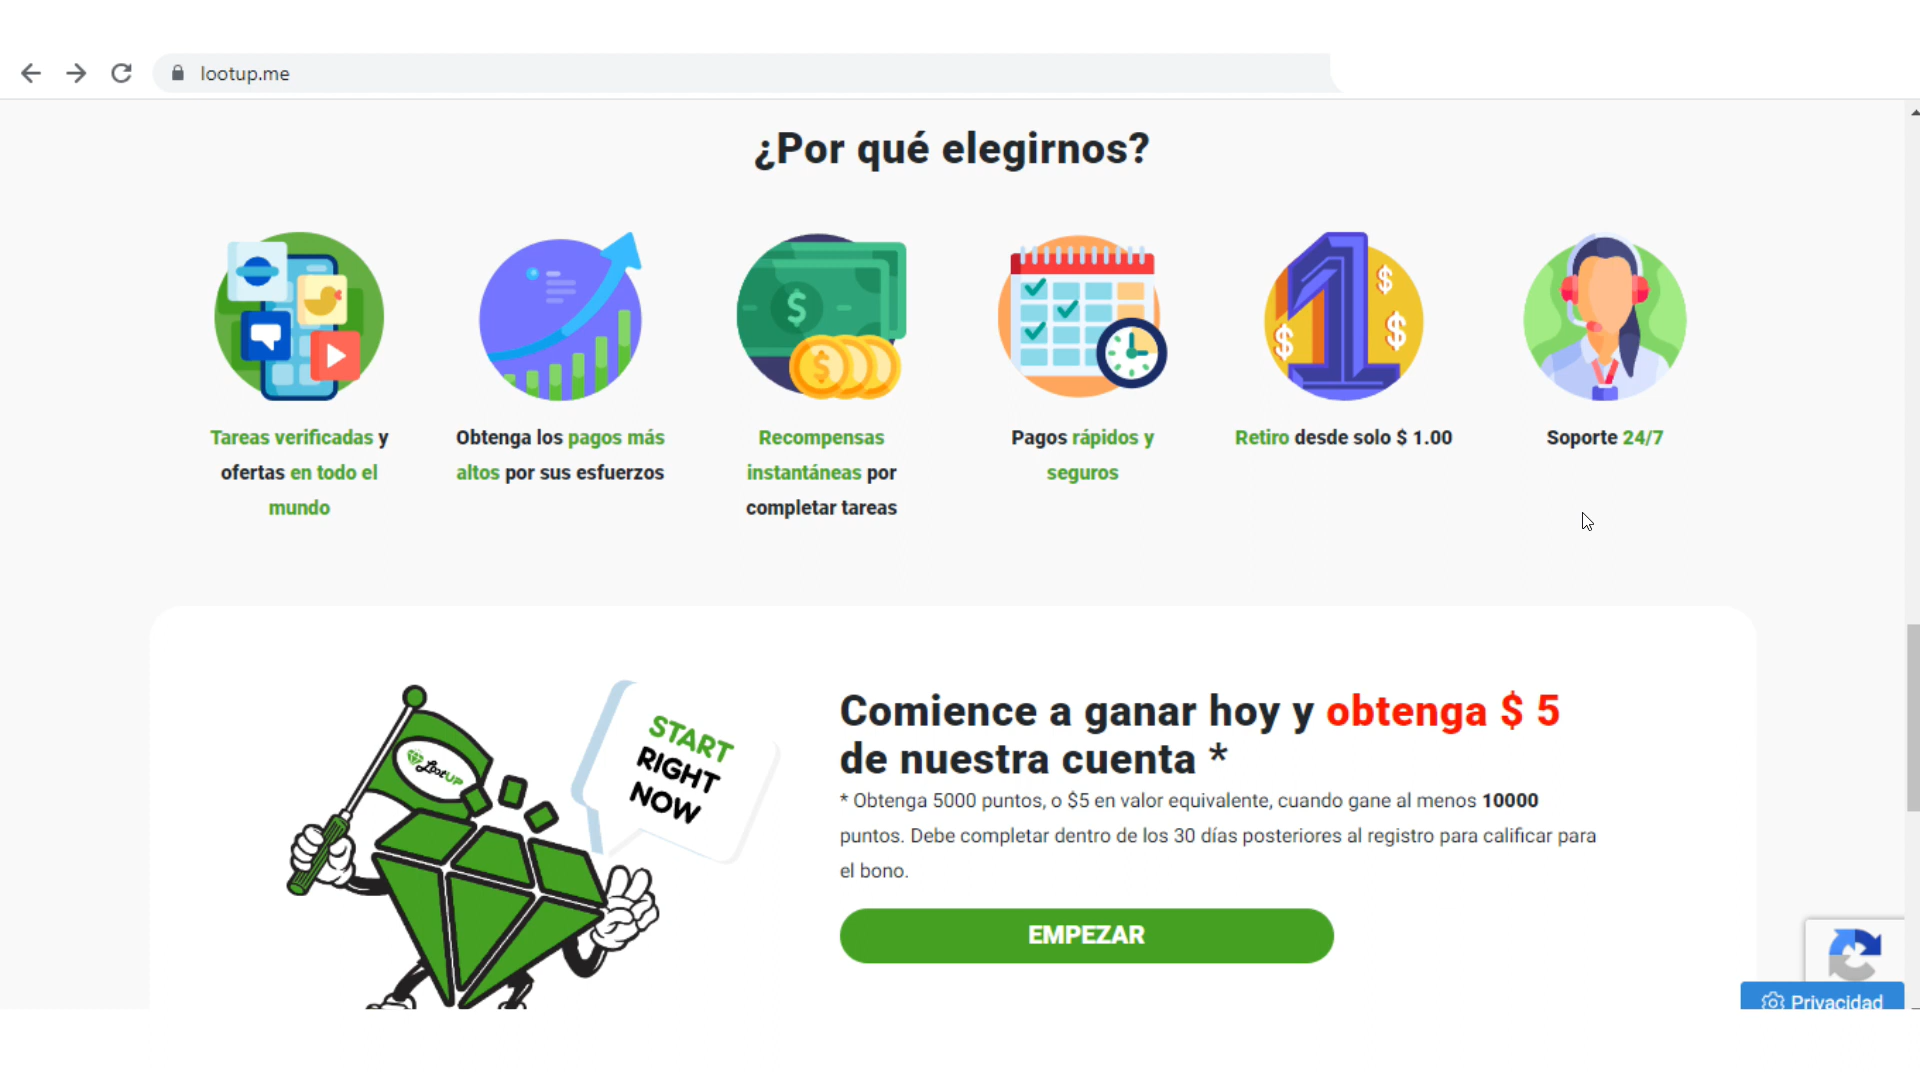 lootup.me
¿Por qué elegirnos?
Tareas verificadas y
ofertas en todo el
mundo
Obtenga los pagos más
altos por sus esfuerzos
Recompensas
instantáneas por
completar tareas
Pagos rápidos y
seguros
Retiro desde solo $ 1.00
Soporte 24/7
LootUP
START
RIGHT
NOW
Comience a ganar hoy y obtenga $ 5
de nuestra cuenta *
* Obtenga 5000 puntos, o $5 en valor equivalente, cuando gane al menos 10000
puntos. Debe completar dentro de los 30 días posteriores al registro para calificar para
el bono.
EMPEZAR
Privacidad